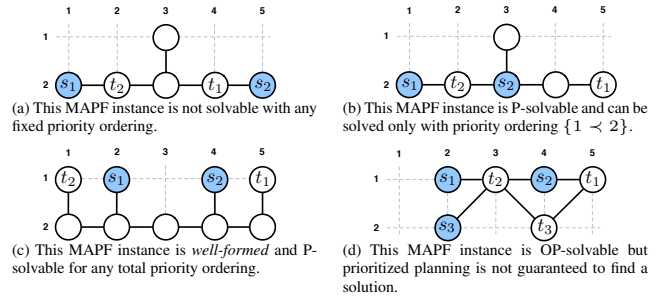 1 2 3 4 5
1
2 s1 t2 t1 s2
(a) This MAPF instance is not solvable with any
fixed priority ordering.
1 2 3 4 5
1
2 s1 t2 s2 t1
(b) This MAPF instance is P-solvable and can be
solved only with priority ordering {1 ≺ 2}.
1 2 3 4 5
1 t2 s1 s2 t1
2
(c) This MAPF instance is well-formed and P-
solvable for any total priority ordering.
1 2 3 4 5
1 s1 t2 s2 t1
2 s3 t3
(d) This MAPF instance is OP-solvable but
prioritized planning is not guaranteed to find a
solution.